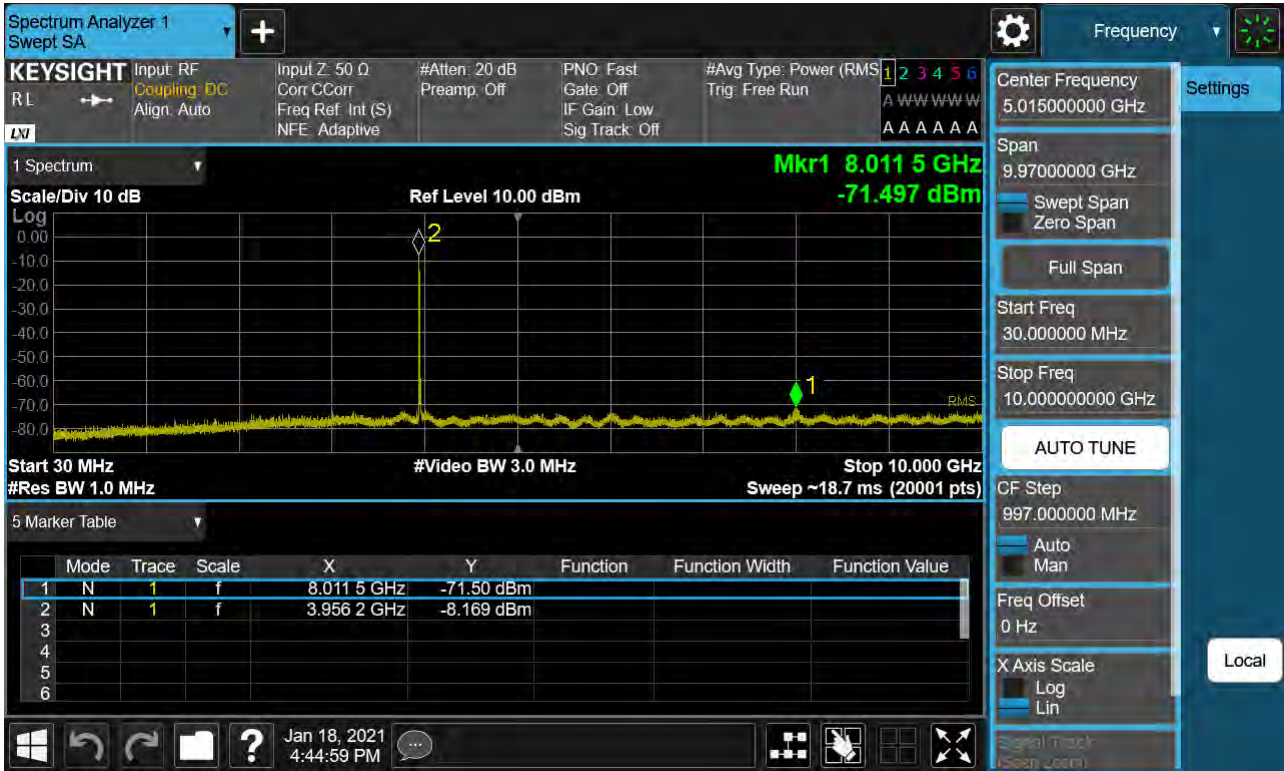 Spectrum Analyzer 1
Swept SA
+
Frequency
KEYSIGHT
RL
LXI
Input: RF
Coupling: DC
Align: Auto
Input Z: 50 Ω
Corr CCorr
Freq Ref: Int (S)
NFE: Adaptive
#Atten: 20 dB
Preamp: Off
PNO: Fast
Gate: Off
IF Gain: Low
Sig Track: Off
#Avg Type: Power (RMS
Trig: Free Run
1 2 3 4 5 6
A W W W W W
A A A A A A
1 Spectrum
Scale/Div 10 dB
Ref Level 10.00 dBm
Mkr1 8.011 5 GHz
-71.497 dBm
Log
0.00
-10.0
-20.0
-30.0
-40.0
-50.0
-60.0
-70.0
-80.0
2
1
RMS
Start 30 MHz
#Video BW 3.0 MHz
Stop 10.000 GHz
#Res BW 1.0 MHz
Sweep ~18.7 ms (20001 pts)
5 Marker Table
Mode Trace Scale X Y Function Function Width Function Value
1 N 1 f 8.011 5 GHz -71.50 dBm
2 N 1 f 3.956 2 GHz -8.169 dBm
3
4
5
6
Center Frequency
5.015000000 GHz
Span
9.97000000 GHz
Swept Span
Zero Span
Full Span
Start Freq
30.000000 MHz
Stop Freq
10.000000000 GHz
AUTO TUNE
CF Step
997.000000 MHz
Auto
Man
Freq Offset
0 Hz
X Axis Scale
Log
Lin
Signal Track
(Span Zoom)
Settings
Local
?
Jan 18, 2021
4:44:59 PM